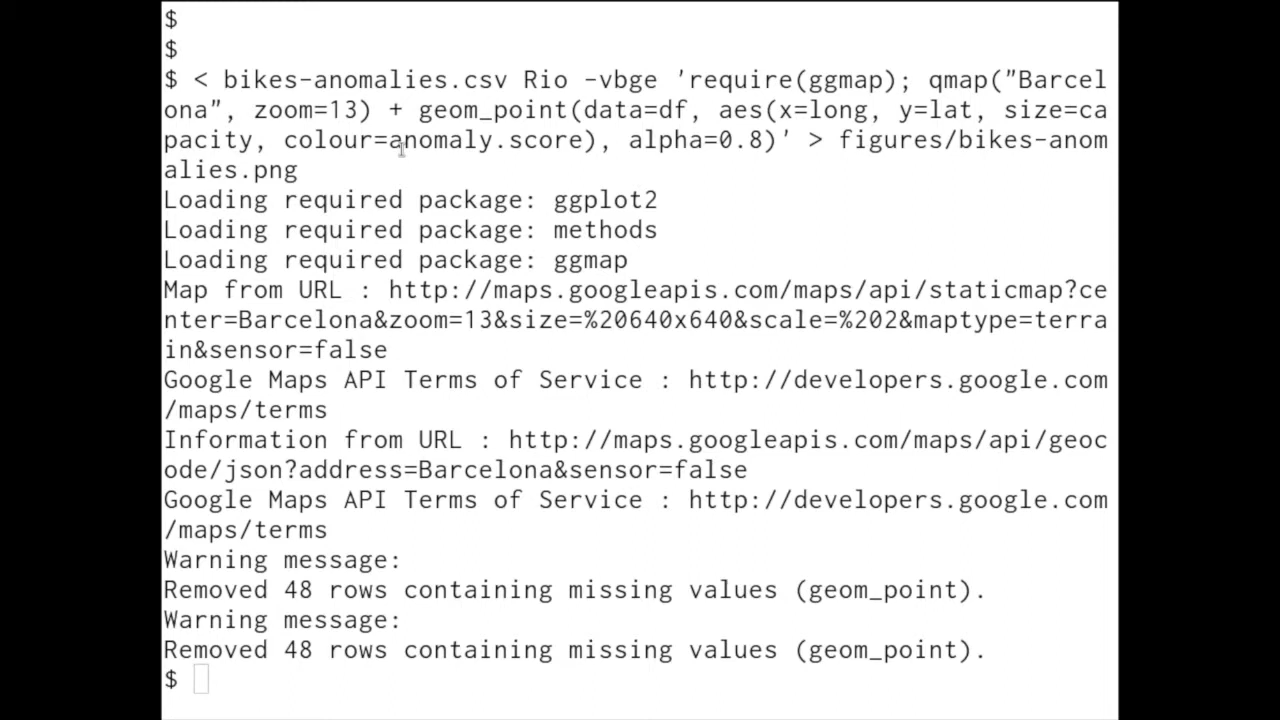 $
$
$ < bikes-anomalies.csv Rio -vbge 'require(ggmap); qmap("Barcel
ona", zoom=13) + geom_point(data=df, aes(x=long, y=lat, size=ca
pacity, colour=anomaly.score), alpha=0.8)' > figures/bikes-anom
alies.png
Loading required package: ggplot2
Loading required package: methods
Loading required package: ggmap
Map from URL : http://maps.googleapis.com/maps/api/staticmap?ce
nter=Barcelona&zoom=13&size=%20640x640&scale=%202&maptype=terra
in&sensor=false
Google Maps API Terms of Service : http://developers.google.com
/maps/terms
Information from URL : http://maps.googleapis.com/maps/api/geoc
ode/json?address=Barcelona&sensor=false
Google Maps API Terms of Service : http://developers.google.com
/maps/terms
Warning message:
Removed 48 rows containing missing values (geom_point).
Warning message:
Removed 48 rows containing missing values (geom_point).
$